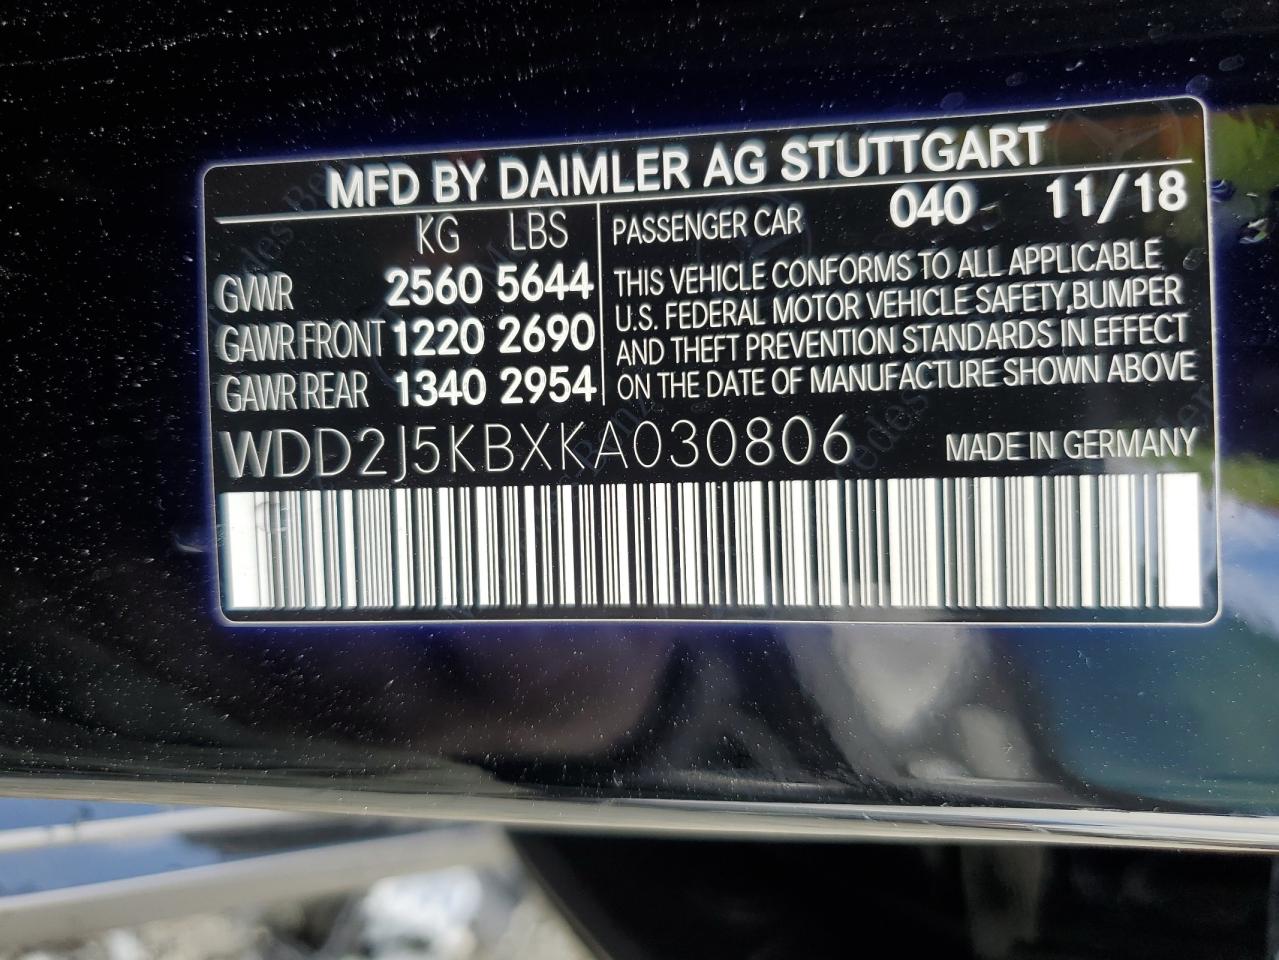 MFD BY DAIMLER AG STUTTGART
KG LBS
GVWR 2560 5644
GAWR FRONT 1220 2690
GAWR REAR 1340 2954
PASSENGER CAR 040 11/18
THIS VEHICLE CONFORMS TO ALL APPLICABLE
U.S. FEDERAL MOTOR VEHICLE SAFETY,BUMPER
AND THEFT PREVENTION STANDARDS IN EFFECT
ON THE DATE OF MANUFACTURE SHOWN ABOVE
WDD2J5KBXKA030806 MADE IN GERMANY